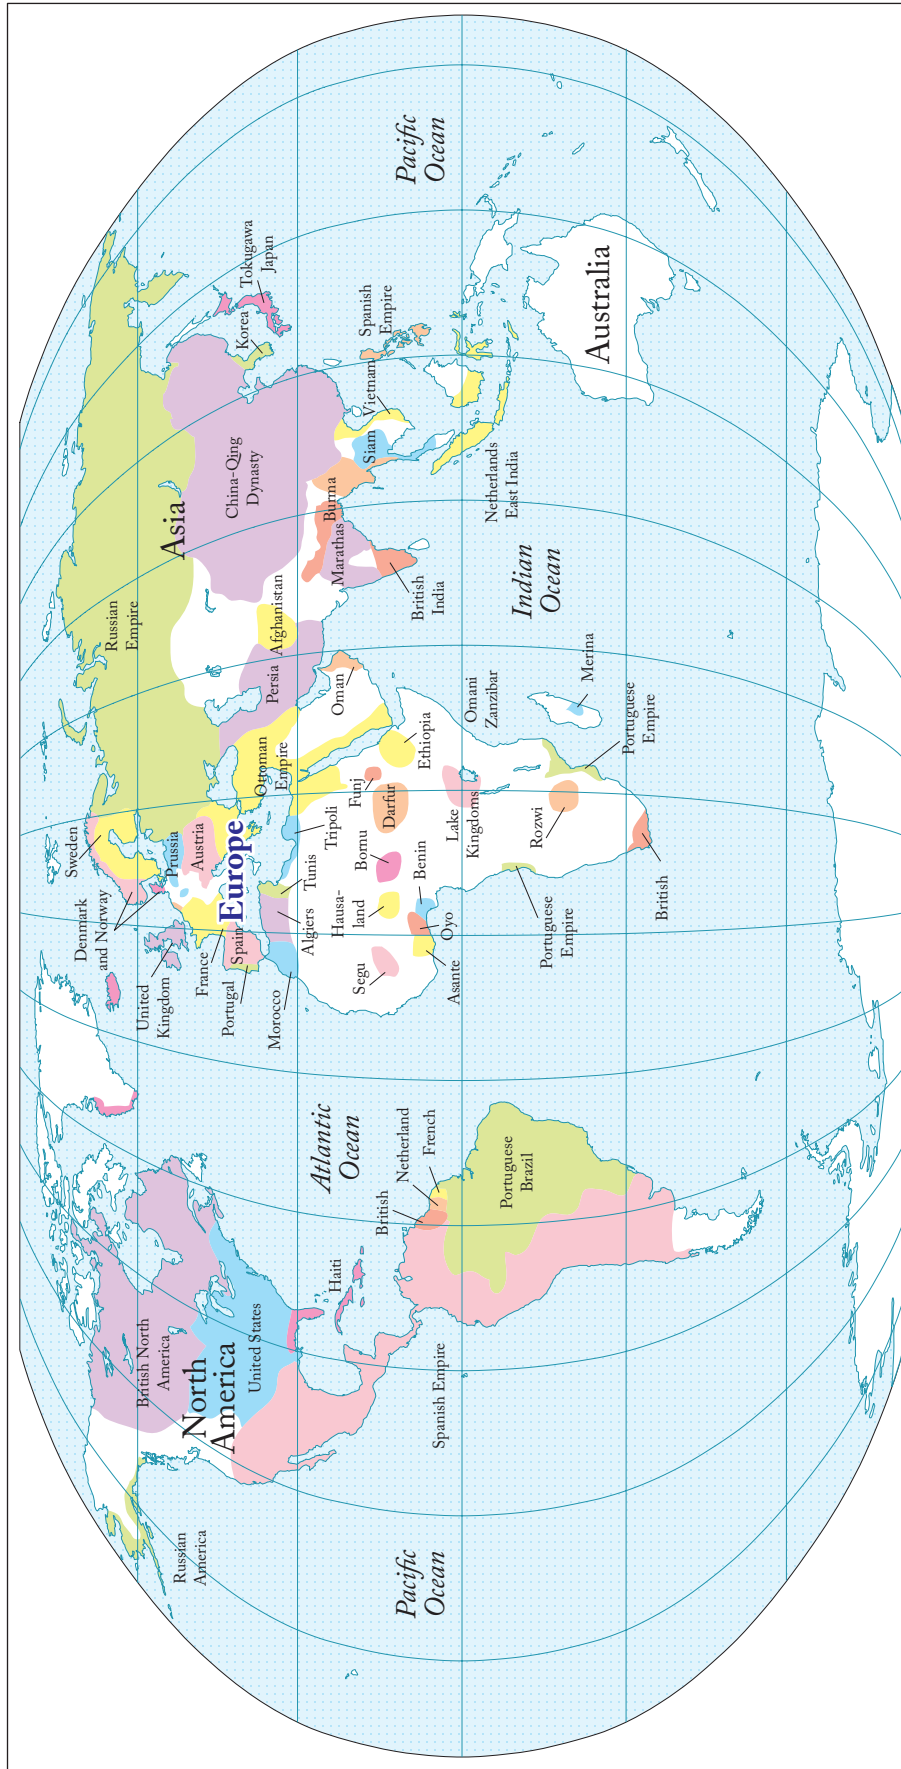 Russian
America
Pacific
Ocean
British North
America
North
America
United States
Spanish Empire
Haiti
Atlantic
Ocean
British
Netherland
French
Portuguese
Brazil
Denmark
and Norway
Sweden
United
Kingdom
France
Portugal
Spain
Prussia
Austria
Europe
Morocco
Algiers
Tunis
Tripoli
Ottoman
Empire
Segu
Hausa-
land
Bornu
Darfur
Funj
Ethiopia
Asante
Oyo
Benin
Lake
Kingdoms
Omani
Zanzibar
Portuguese
Empire
Rozwi
British
Portuguese
Empire
Merina
Russian
Empire
Asia
Persia
Afghanistan
Oman
China-Qing
Dynasty
Korea
Tokugawa
Japan
Marathas
Burma
Siam
Vietnam
British
India
Spanish
Empire
Netherlands
East India
Indian
Ocean
Pacific
Ocean
Australia